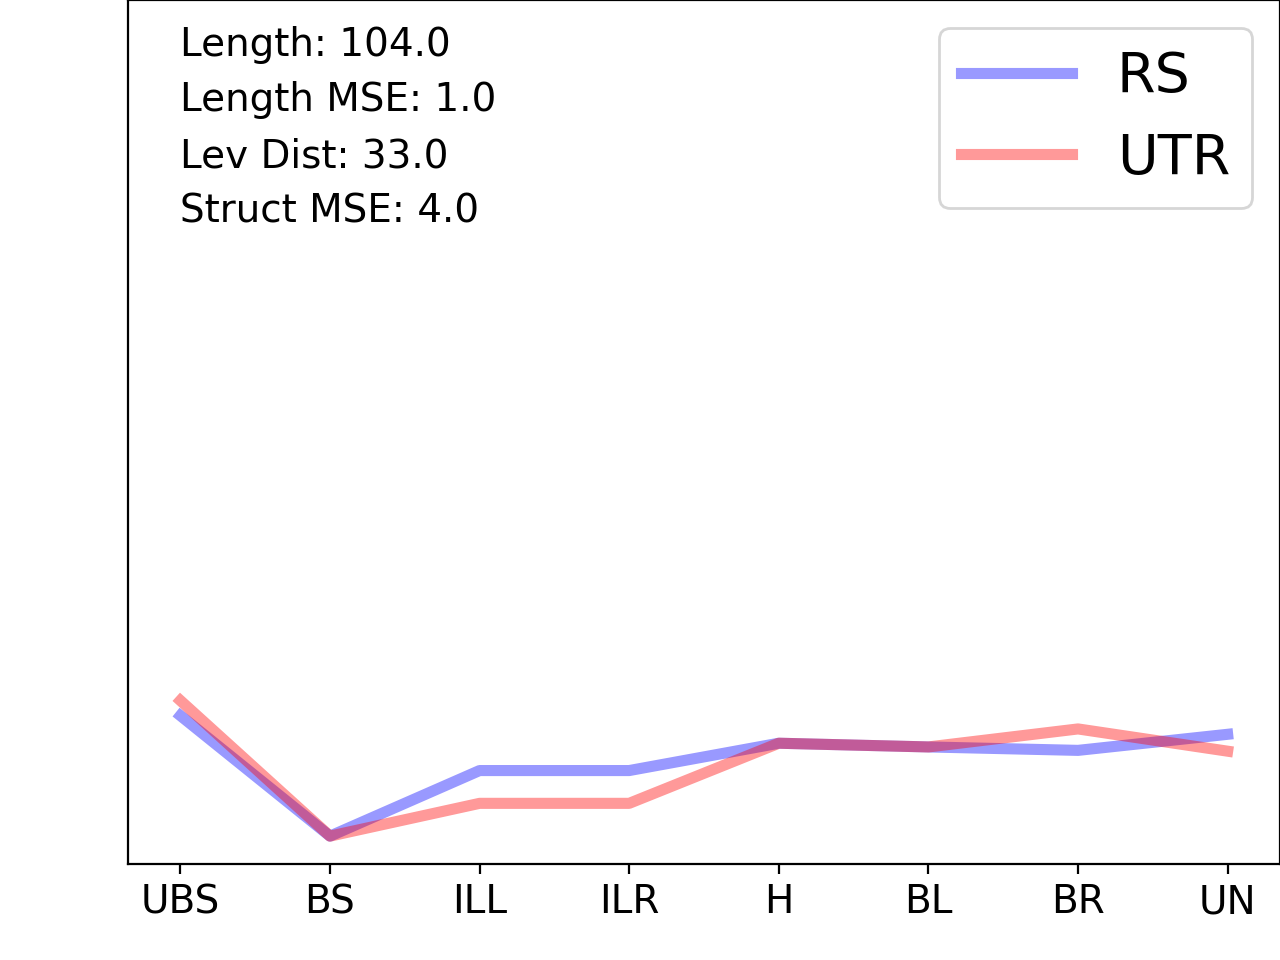 Length: 104.0
Length MSE: 1.0
Lev Dist: 33.0
Struct MSE: 4.0
RS
UTR
UBS BS ILL ILR H BL BR UN